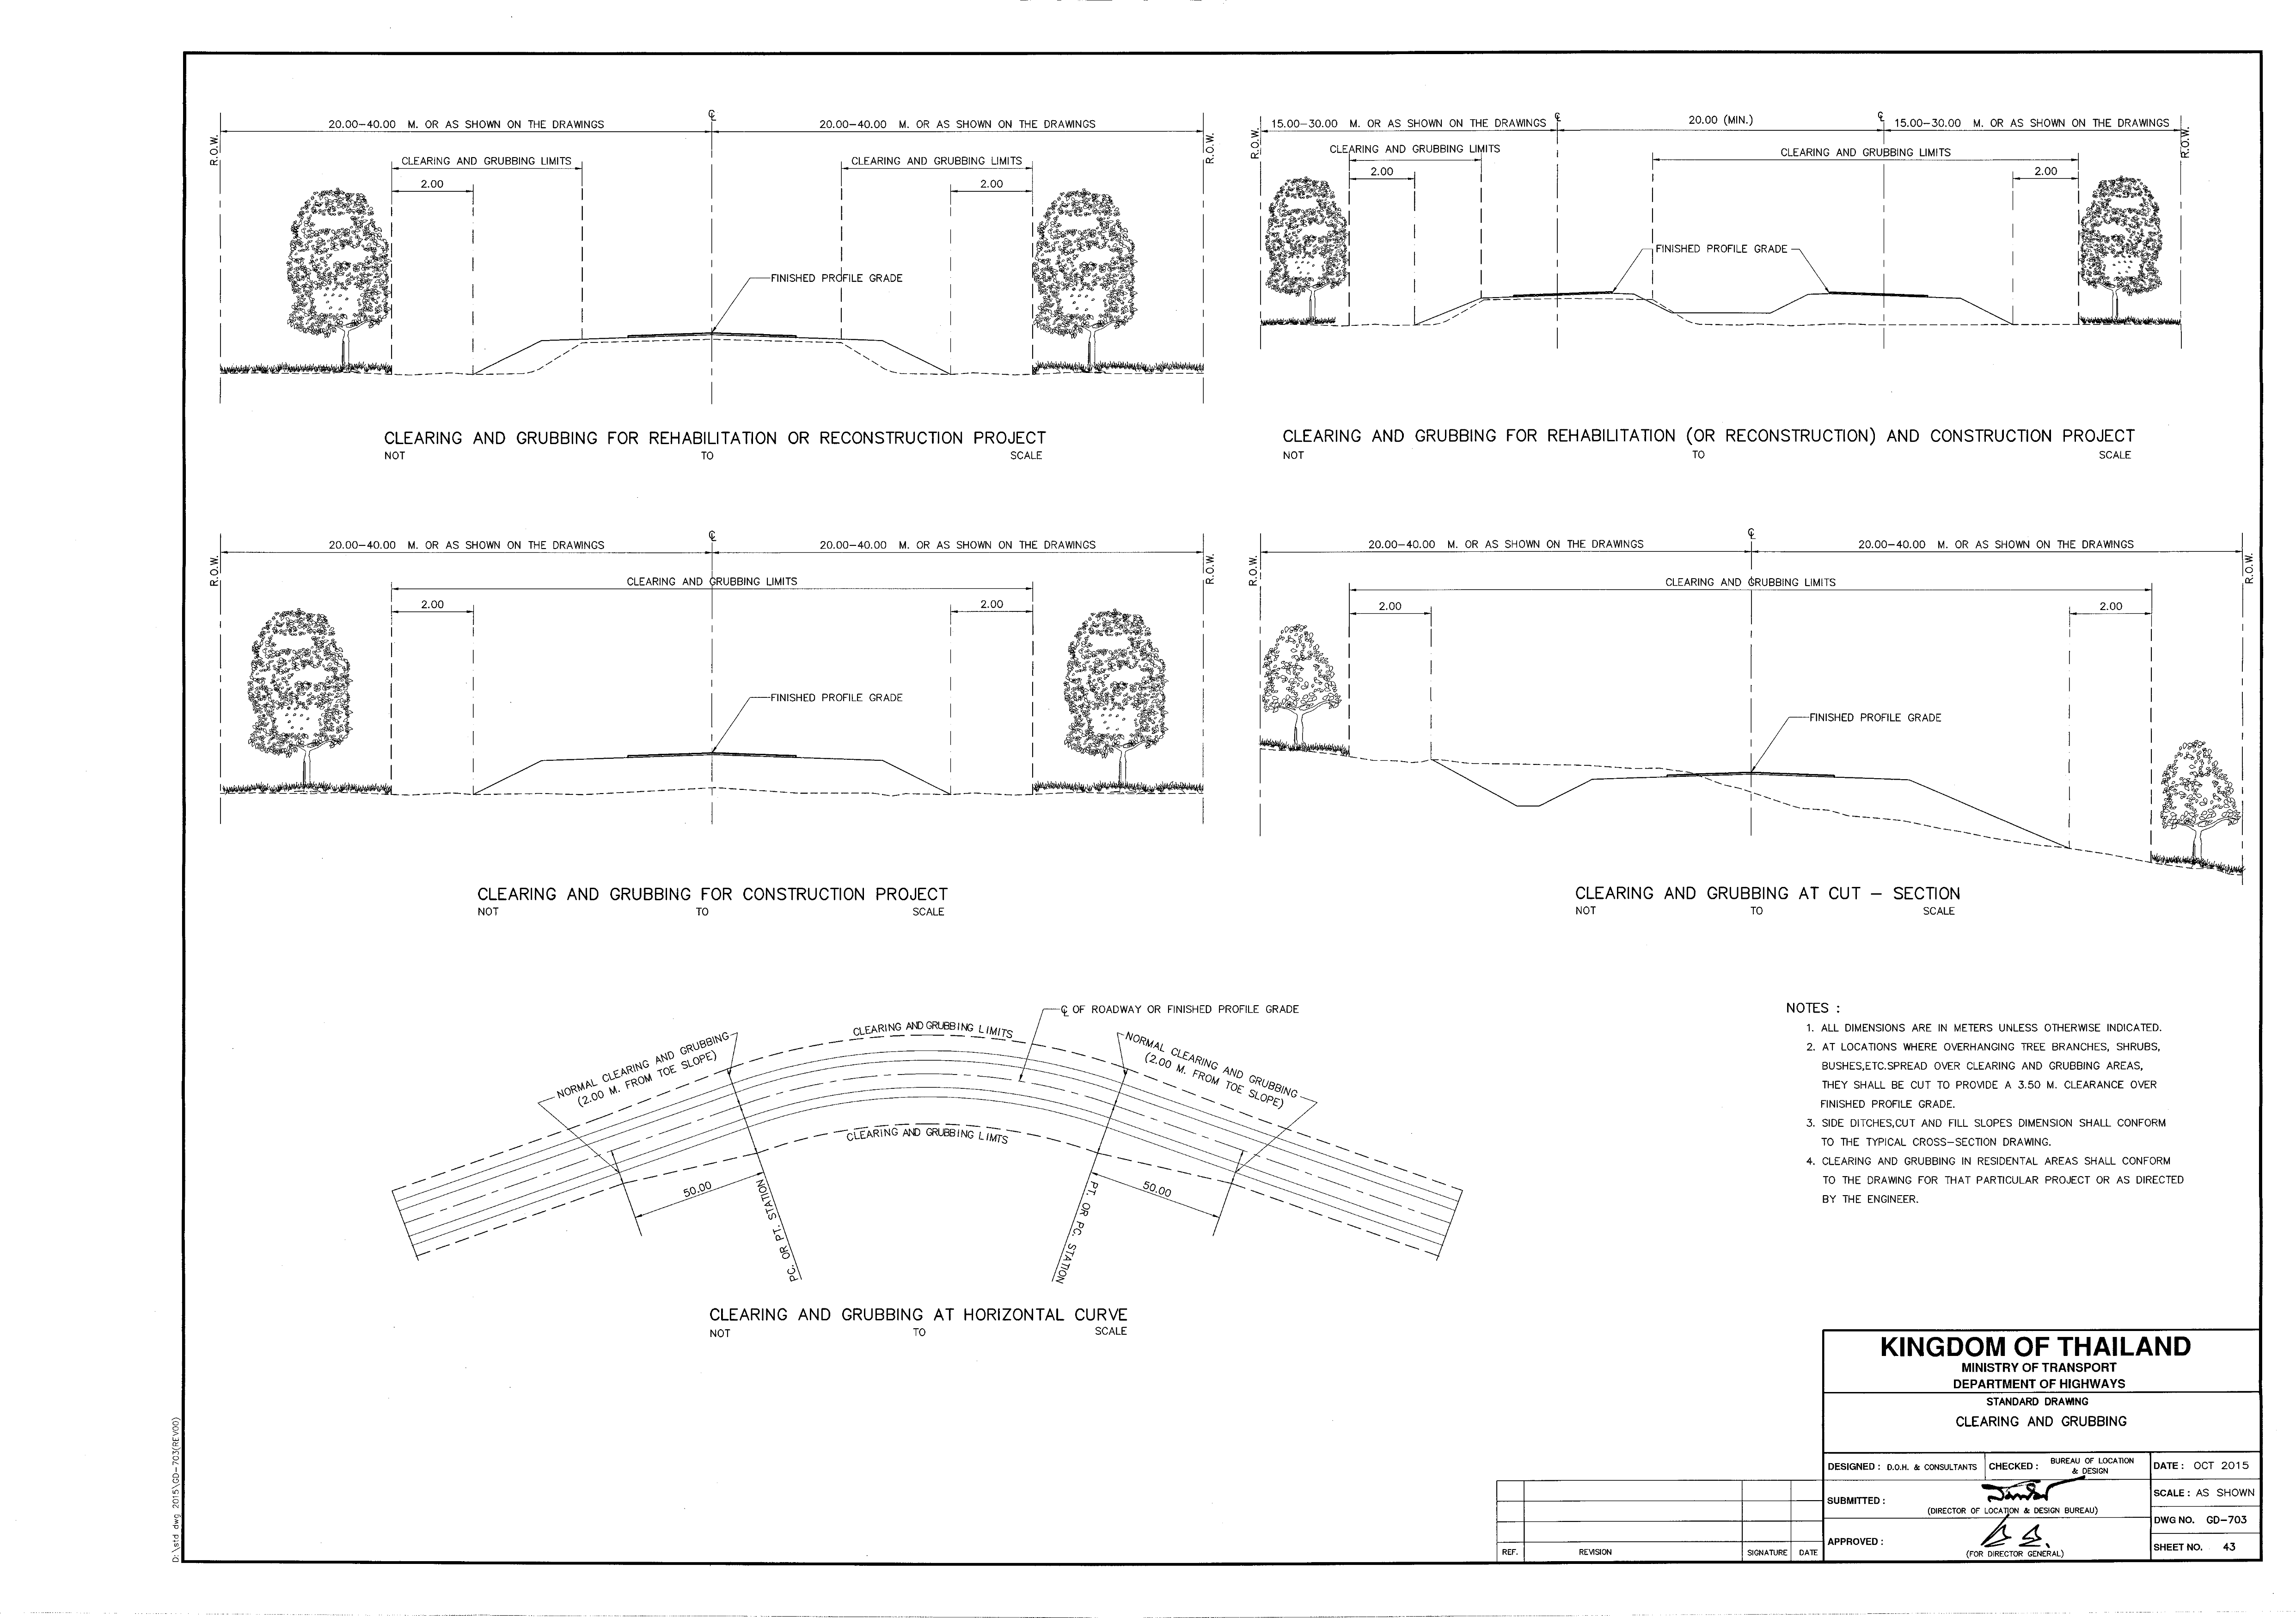 20.00-40.00 M. OR AS SHOWN ON THE DRAWINGS
℄
20.00-40.00 M. OR AS SHOWN ON THE DRAWINGS
R.O.W.
R.O.W.
CLEARING AND GRUBBING LIMITS
CLEARING AND GRUBBING LIMITS
2.00
2.00
FINISHED PROFILE GRADE
CLEARING AND GRUBBING FOR REHABILITATION OR RECONSTRUCTION PROJECT
NOT TO SCALE
15.00-30.00 M. OR AS SHOWN ON THE DRAWINGS
℄
20.00 (MIN.)
℄
15.00-30.00 M. OR AS SHOWN ON THE DRAWINGS
R.O.W.
R.O.W.
CLEARING AND GRUBBING LIMITS
CLEARING AND GRUBBING LIMITS
2.00
2.00
FINISHED PROFILE GRADE
CLEARING AND GRUBBING FOR REHABILITATION (OR RECONSTRUCTION) AND CONSTRUCTION PROJECT
NOT TO SCALE
20.00-40.00 M. OR AS SHOWN ON THE DRAWINGS
℄
20.00-40.00 M. OR AS SHOWN ON THE DRAWINGS
R.O.W.
R.O.W.
CLEARING AND GRUBBING LIMITS
2.00
2.00
FINISHED PROFILE GRADE
CLEARING AND GRUBBING FOR CONSTRUCTION PROJECT
NOT TO SCALE
20.00-40.00 M. OR AS SHOWN ON THE DRAWINGS
℄
20.00-40.00 M. OR AS SHOWN ON THE DRAWINGS
R.O.W.
R.O.W.
CLEARING AND GRUBBING LIMITS
2.00
2.00
FINISHED PROFILE GRADE
CLEARING AND GRUBBING AT CUT - SECTION
NOT TO SCALE
℄ OF ROADWAY OR FINISHED PROFILE GRADE
CLEARING AND GRUBBING LIMITS
NORMAL CLEARING AND GRUBBING
(2.00 M. FROM TOE SLOPE)
NORMAL CLEARING AND GRUBBING
(2.00 M. FROM TOE SLOPE)
CLEARING AND GRUBBING LIMTS
50.00
50.00
PC. OR PT. STATION
PT. OR PC. STATION
CLEARING AND GRUBBING AT HORIZONTAL CURVE
NOT TO SCALE
NOTES :
1. ALL DIMENSIONS ARE IN METERS UNLESS OTHERWISE INDICATED.
2. AT LOCATIONS WHERE OVERHANGING TREE BRANCHES, SHRUBS,
BUSHES,ETC.SPREAD OVER CLEARING AND GRUBBING AREAS,
THEY SHALL BE CUT TO PROVIDE A 3.50 M. CLEARANCE OVER
FINISHED PROFILE GRADE.
3. SIDE DITCHES,CUT AND FILL SLOPES DIMENSION SHALL CONFORM
TO THE TYPICAL CROSS-SECTION DRAWING.
4. CLEARING AND GRUBBING IN RESIDENTAL AREAS SHALL CONFORM
TO THE DRAWING FOR THAT PARTICULAR PROJECT OR AS DIRECTED
BY THE ENGINEER.
KINGDOM OF THAILAND
MINISTRY OF TRANSPORT
DEPARTMENT OF HIGHWAYS
STANDARD DRAWING
CLEARING AND GRUBBING
DESIGNED : D.O.H. & CONSULTANTS
CHECKED : BUREAU OF LOCATION
& DESIGN
DATE : OCT 2015
SUBMITTED :
(DIRECTOR OF LOCATION & DESIGN BUREAU)
SCALE : AS SHOWN
DWG NO. GD-703
APPROVED :
(FOR DIRECTOR GENERAL)
SHEET NO. 43
REF. REVISION SIGNATURE DATE
D:\std dwg 2015\GD-703(REV00)